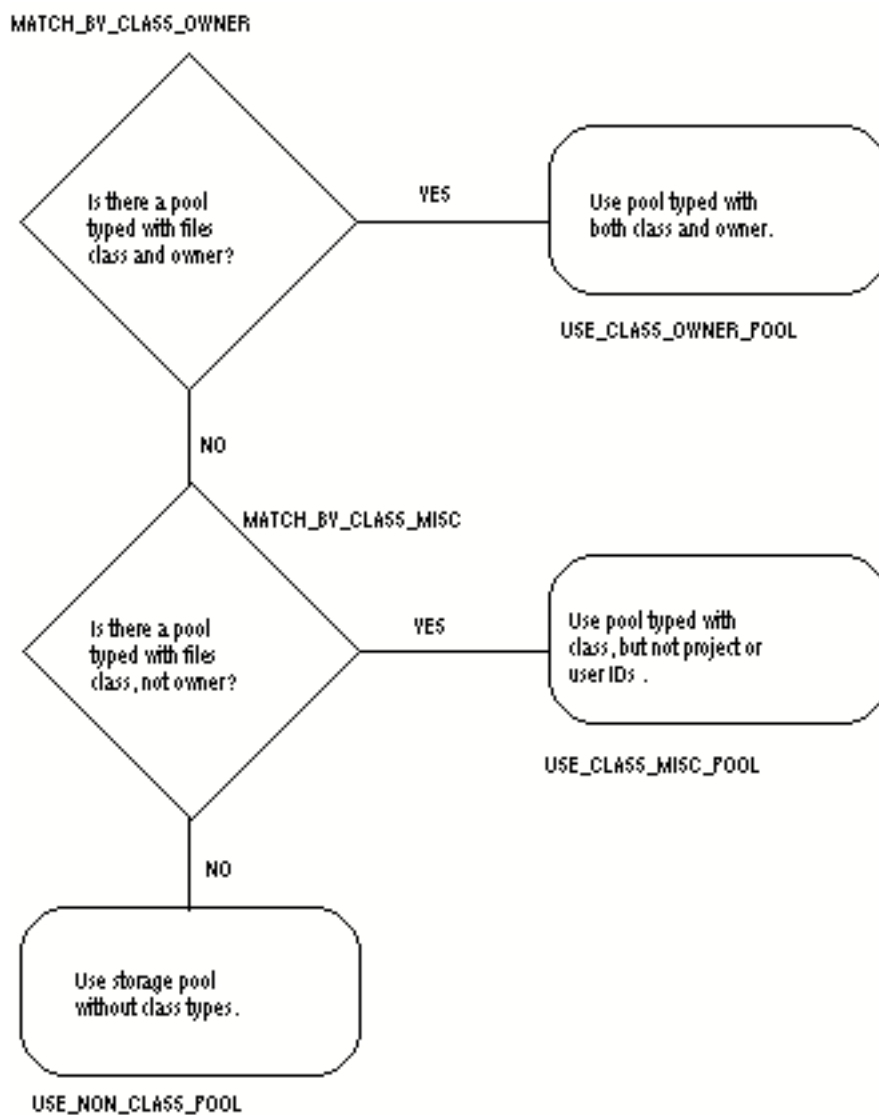 MATCH_BY_CLASS_OWNER
Is there a pool
typed with files
class and owner?
YES
Use pool typed with
both class and owner.
USE_CLASS_OWNER_POOL
NO
MATCH_BY_CLASS_MISC
Is there a pool
typed with files
class, not owner?
YES
Use pool typed with
class, but not project or
user IDs .
USE_CLASS_MISC_POOL
NO
Use storage pool
without class types.
USE_NON_CLASS_POOL